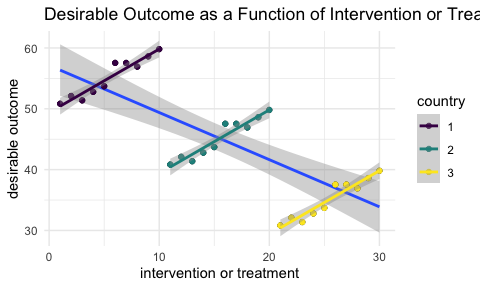 Desirable Outcome as a Function of Intervention or Trea
60
50
40
30
desirable outcome
0
10
20
30
intervention or treatment
country
1
2
3